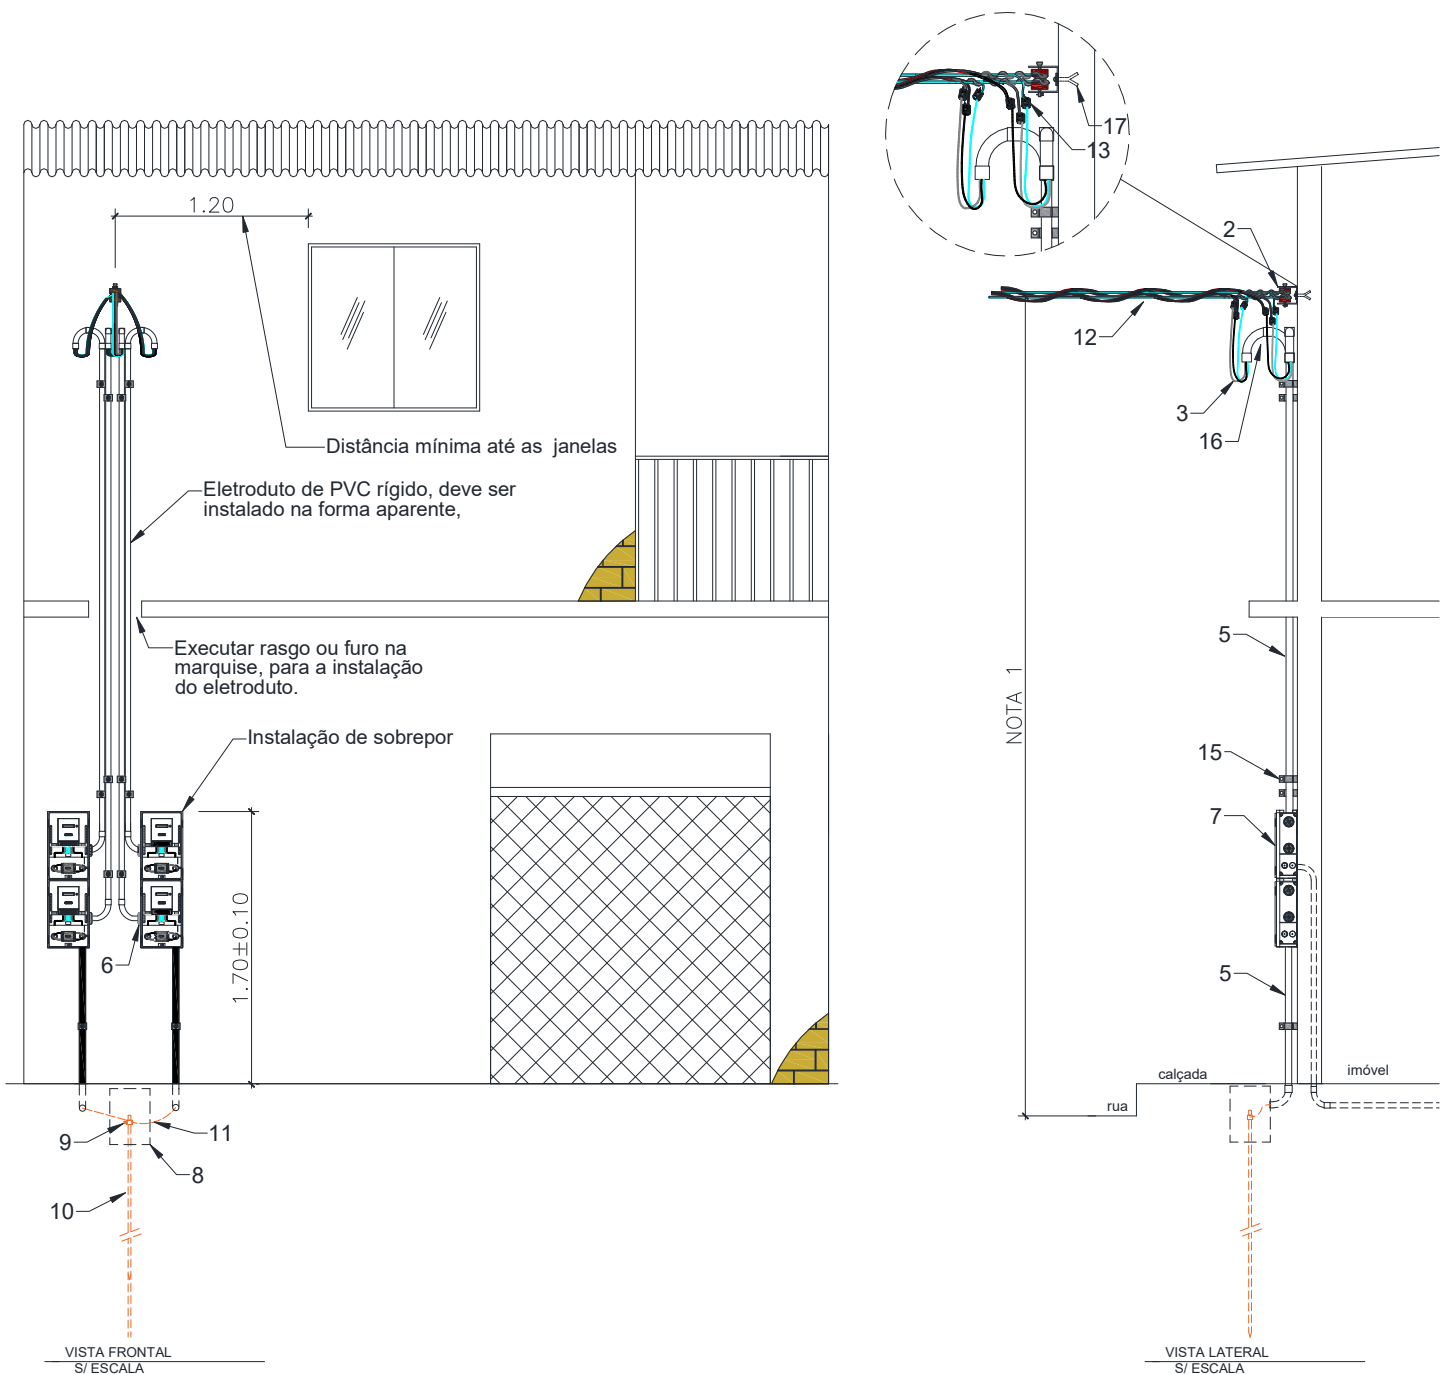 1.20
Distância mínima até as janelas
Eletroduto de PVC rígido, deve ser
instalado na forma aparente,
Executar rasgo ou furo na
marquise, para a instalação
do eletroduto.
Instalação de sobrepor
1.70±0.10
6
9
11
8
10
VISTA FRONTAL
S/ ESCALA
17
13
2
12
3
16
NOTA 1
5
15
7
5
calçada
imóvel
rua
VISTA LATERAL
S/ ESCALA